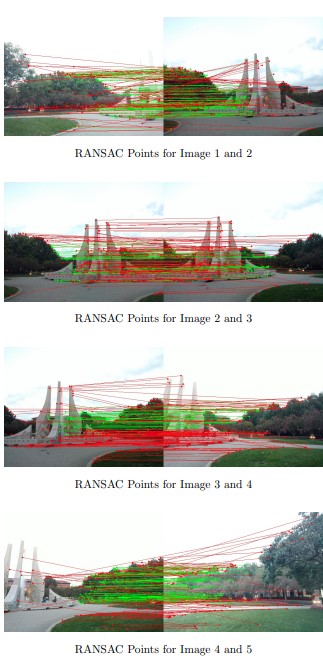 RANSAC Points for Image 1 and 2
RANSAC Points for Image 2 and 3
RANSAC Points for Image 3 and 4
RANSAC Points for Image 4 and 5